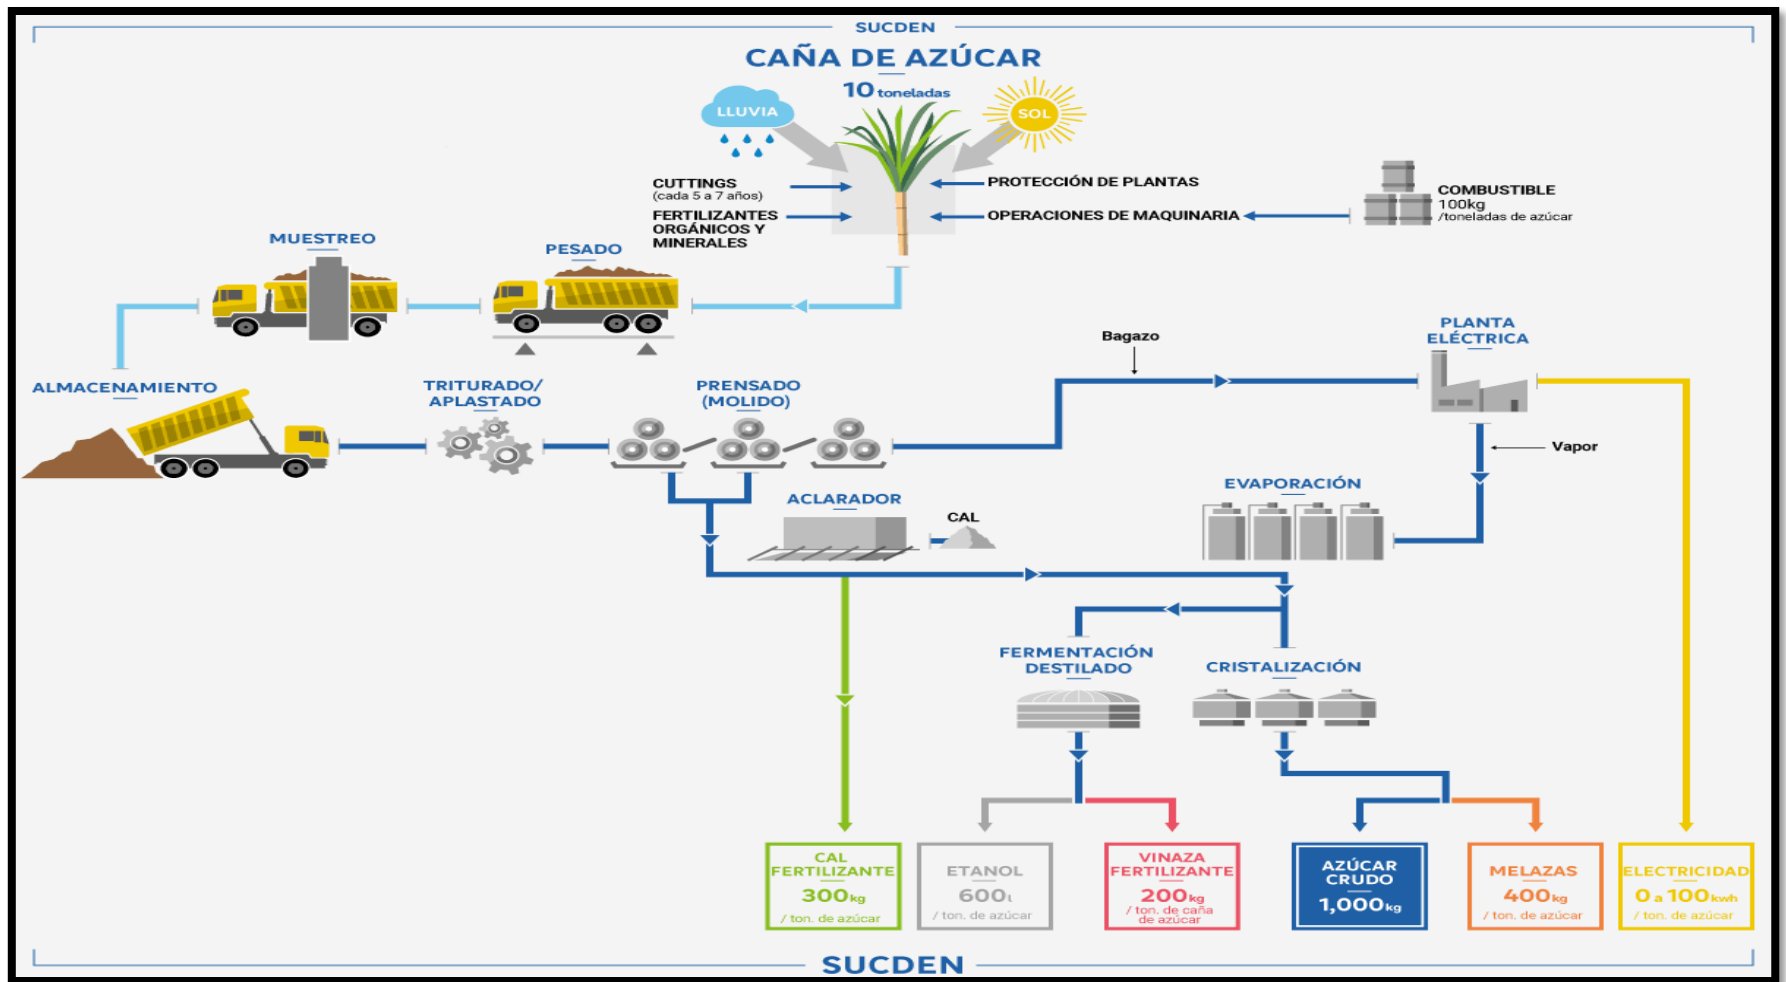 SUCDEN
CAÑA DE AZÚCAR
10 toneladas
LLUVIA
SOL
CUTTINGS
(cada 5 a 7 años)
FERTILIZANTES
ORGÁNICOS Y
MINERALES
PROTECCIÓN DE PLANTAS
OPERACIONES DE MAQUINARIA
COMBUSTIBLE
100kg
/toneladas de azúcar
MUESTREO
PESADO
ALMACENAMIENTO
TRITURADO/
APLASTADO
PRENSADO
(MOLIDO)
Bagazo
PLANTA
ELÉCTRICA
Vapor
EVAPORACIÓN
ACLARADOR
CAL
FERMENTACIÓN
DESTILADO
CRISTALIZACIÓN
CAL
FERTILIZANTE
300kg
/ ton. de azúcar
ETANOL
600L
/ ton. de azúcar
VINAZA
FERTILIZANTE
200kg
/ ton. de caña
de azúcar
AZÚCAR
CRUDO
1,000kg
MELAZAS
400kg
/ ton. de azúcar
ELECTRICIDAD
0 a 100kwh
/ ton. de azúcar
SUCDEN